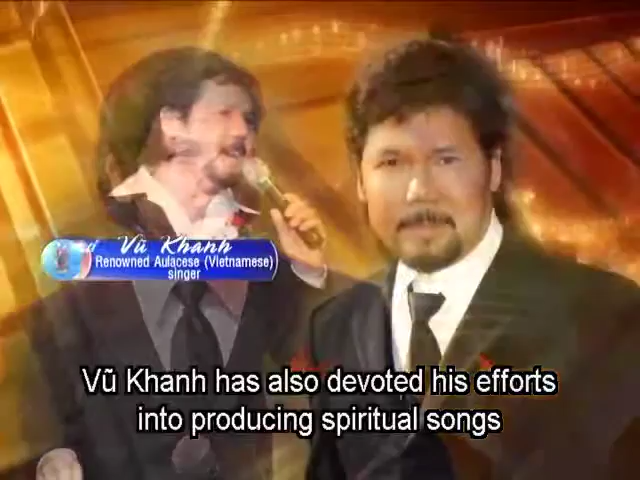 Vũ Khanh
Renowned Aulacese (Vietnamese)
singer
Vũ Khanh has also devoted his efforts
into producing spiritual songs